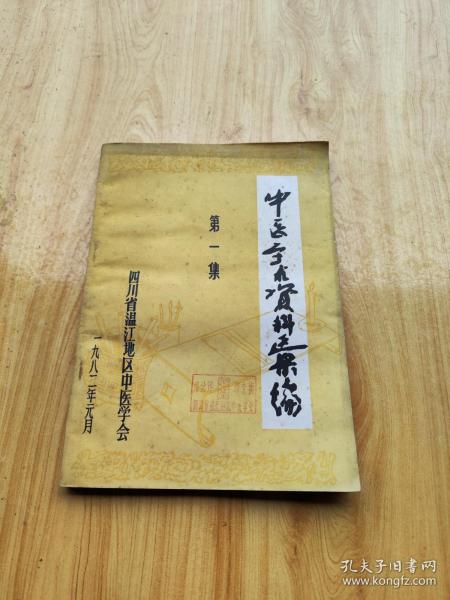 中医学术资料选编
第一集
四川省温江地区中医学会
一九八二年元月
孔夫子旧书网
www.kongfz.com